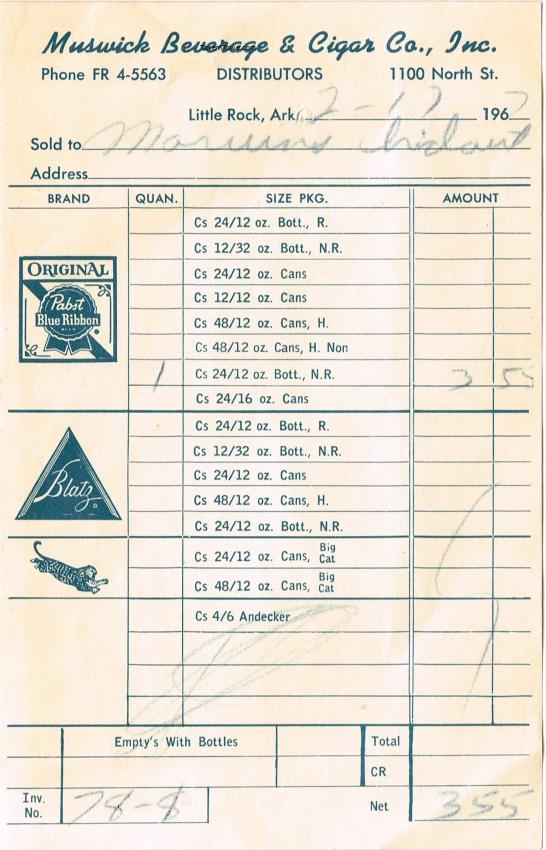 Muswick Beverage & Cigar Co., Inc.
Phone FR 4-5563 DISTRIBUTORS 1100 North St.
Little Rock, Ark. 2-17 1967
Sold to
Address
BRAND QUAN. SIZE PKG. AMOUNT
Cs 24/12 oz. Bott., R.
Cs 12/32 oz. Bott., N.R.
ORIGINAL
Pabst
Blue Ribbon
BEER
Cs 24/12 oz. Cans
Cs 12/12 oz. Cans
Cs 48/12 oz. Cans, H.
Cs 48/12 oz. Cans, H. Non
1 Cs 24/12 oz. Bott., N.R. 3 55
Cs 24/16 oz. Cans
Blatz
Cs 24/12 oz. Bott., R.
Cs 12/32 oz. Bott., N.R.
Cs 24/12 oz. Cans
Cs 48/12 oz. Cans, H.
Cs 24/12 oz. Bott., N.R.
Cs 24/12 oz. Cans, Big Cat
Cs 48/12 oz. Cans, Big Cat
Cs 4/6 Andecker
Empty's With Bottles Total
CR
Inv. No. 78-8 Net 355